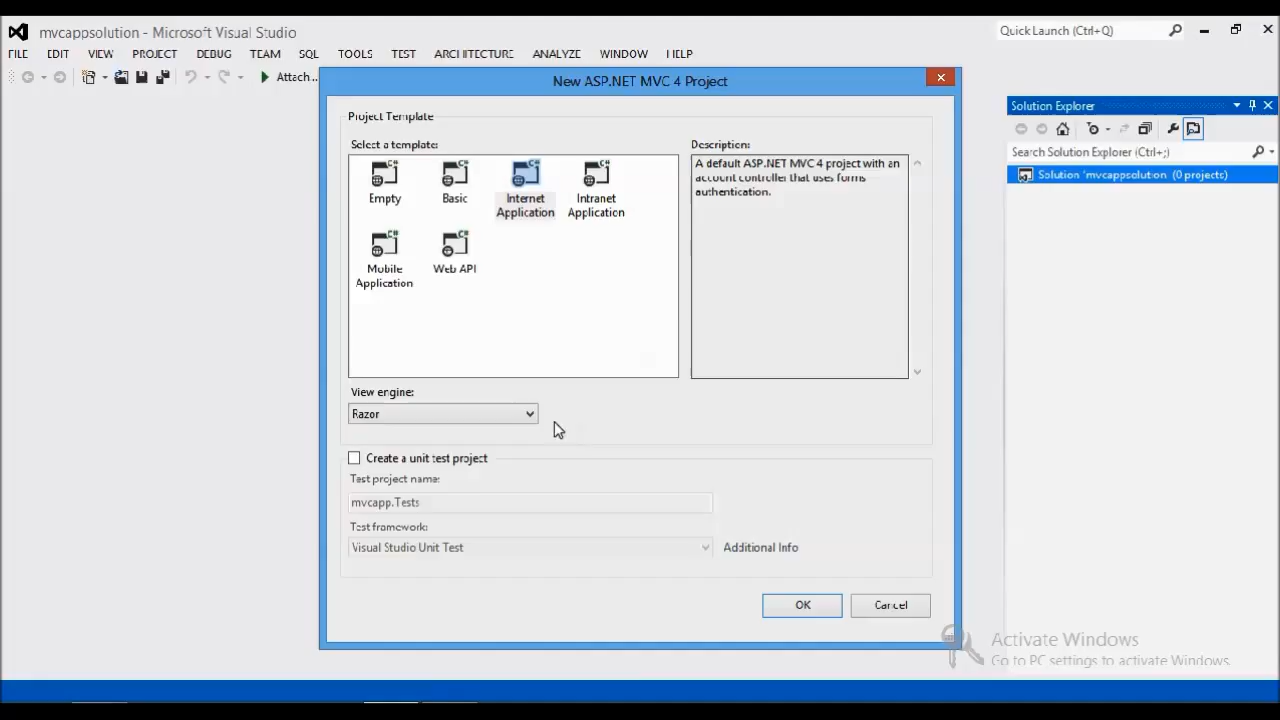 mvcappsolution - Microsoft Visual Studio
Quick Launch (Ctrl+Q)
FILE EDIT VIEW PROJECT DEBUG TEAM SQL TOOLS TEST ARCHITECTURE ANALYZE WINDOW HELP
Attach...
New ASP.NET MVC 4 Project
Project Template
Select a template:
Empty
Basic
Internet Application
Intranet Application
Mobile Application
Web API
Description:
A default ASP.NET MVC 4 project with an
account controller that uses forms
authentication.
View engine:
Razor
Create a unit test project
Test project name:
mvcapp.Tests
Test framework:
Visual Studio Unit Test
Additional Info
OK
Cancel
Solution Explorer
Search Solution Explorer (Ctrl+;)
Solution 'mvcappsolution (0 projects)
Activate Windows
Go to PC settings to activate Windows.